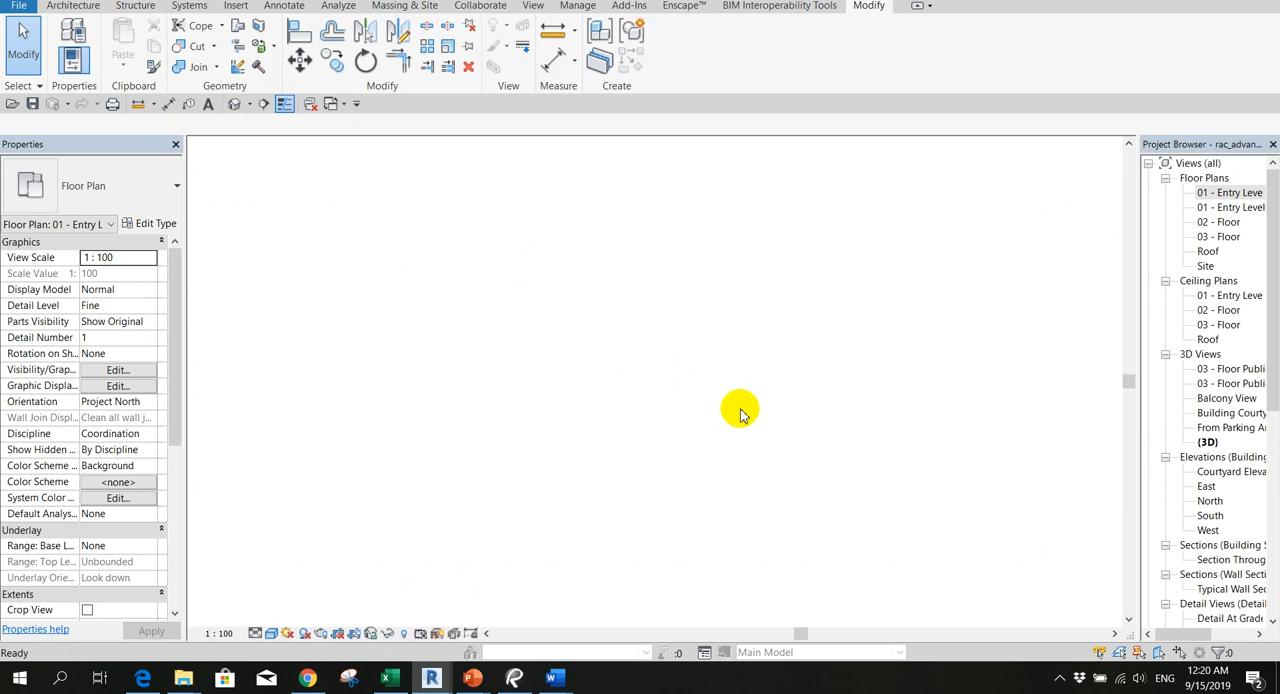 File Architecture Structure Systems Insert Annotate Analyze Massing & Site Collaborate View Manage Add-Ins Enscape™ BIM Interoperability Tools Modify
Modify Paste Cope
Cut
Join
Select Properties Clipboard Geometry Modify View Measure Create
Properties
Floor Plan
Floor Plan: 01 - Entry L Edit Type
Graphics
View Scale 1 : 100
Scale Value 1: 100
Display Model Normal
Detail Level Fine
Parts Visibility Show Original
Detail Number 1
Rotation on Sh... None
Visibility/Grap... Edit...
Graphic Displa... Edit...
Orientation Project North
Wall Join Displ... Clean all wall j...
Discipline Coordination
Show Hidden ... By Discipline
Color Scheme ... Background
Color Scheme <none>
System Color ... Edit...
Default Analys... None
Underlay
Range: Base L... None
Range: Top Le... Unbounded
Underlay Orie... Look down
Extents
Crop View
Properties help Apply
1 : 100
Project Browser - rac_advan...
Views (all)
Floor Plans
01 - Entry Leve
01 - Entry Level
02 - Floor
03 - Floor
Roof
Site
Ceiling Plans
01 - Entry Leve
02 - Floor
03 - Floor
Roof
3D Views
03 - Floor Publi
03 - Floor Publi
Balcony View
Building Courty
From Parking Ar
(3D)
Elevations (Building
Courtyard Eleva
East
North
South
West
Sections (Building S
Section Throug
Sections (Wall Secti
Typical Wall Sec
Detail Views (Detai
Detail At Grade
Ready :0 Main Model :0
ENG 12:20 AM
9/15/2019 2